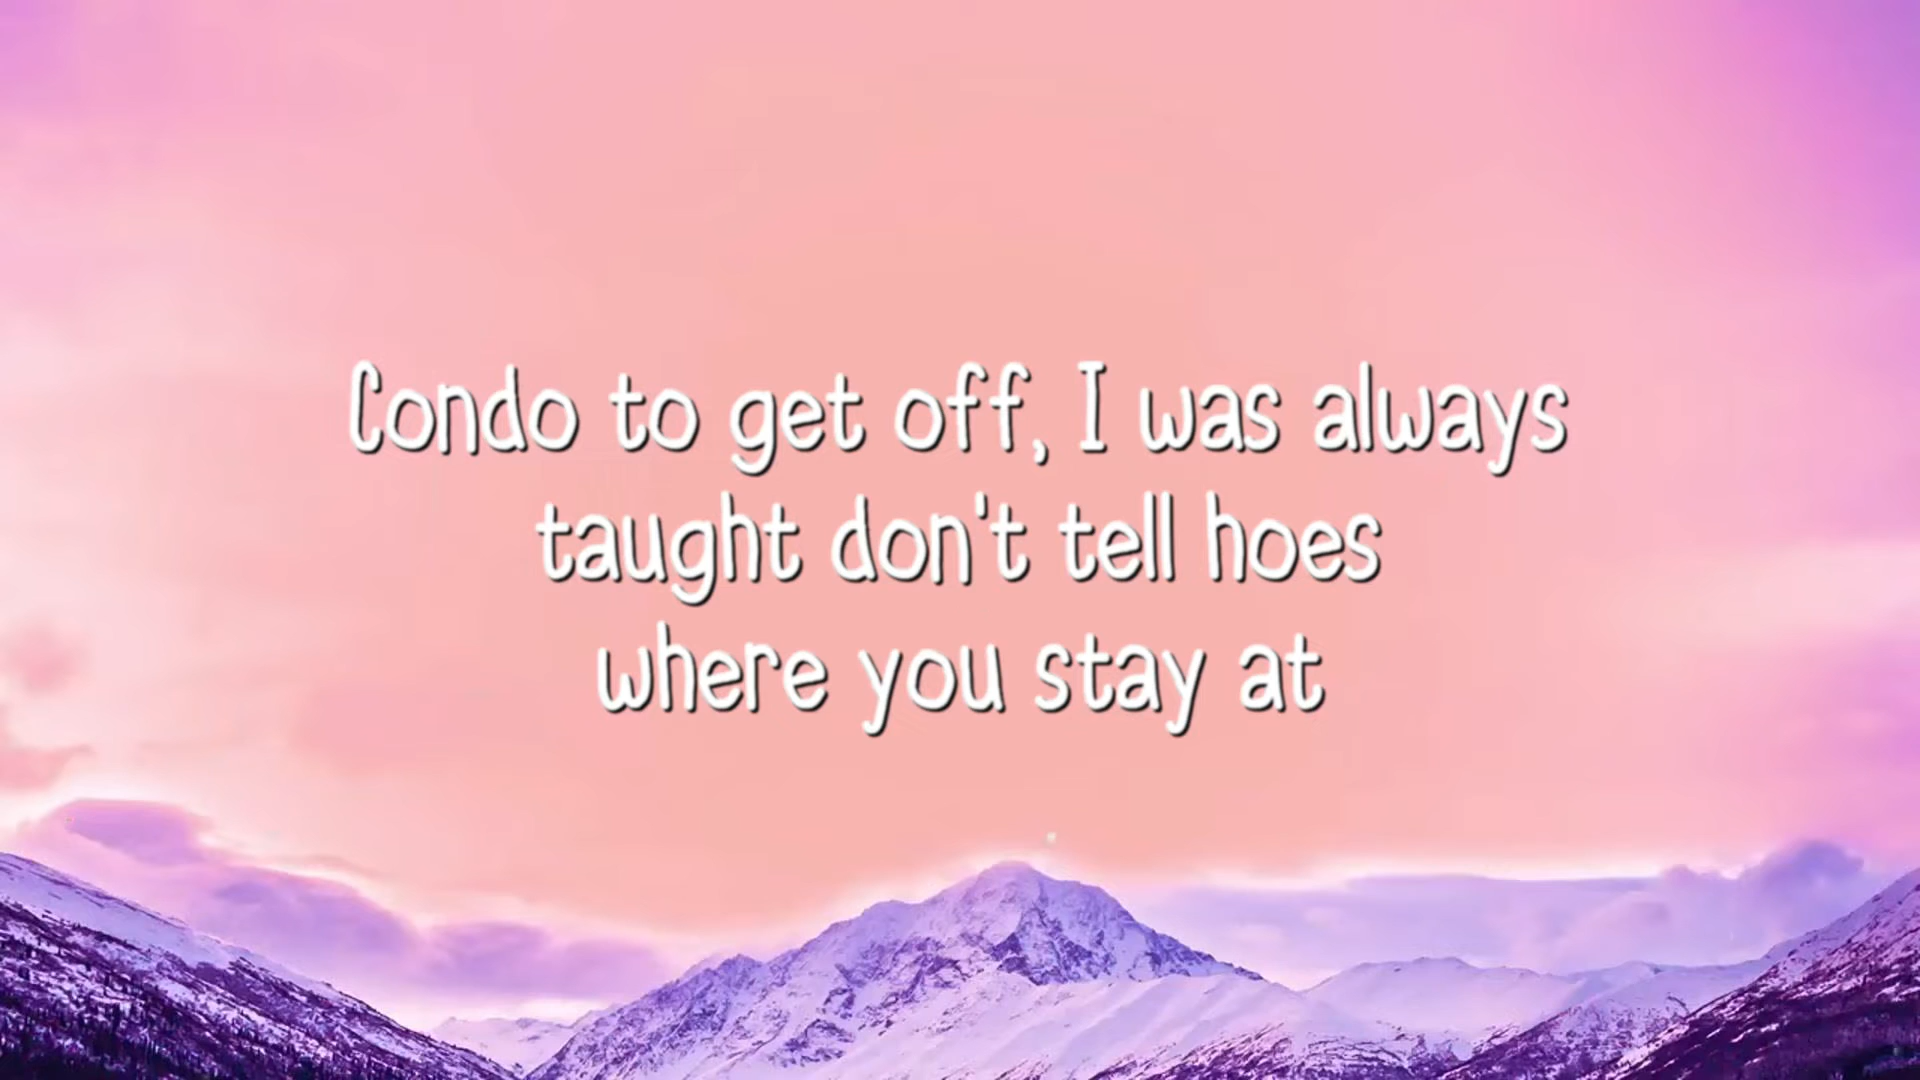 Condo to get off, I was always
taught don't tell hoes
where you stay at